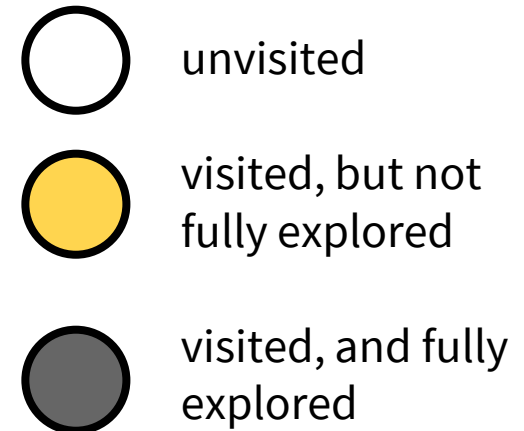 unvisited
visited, but not
fully explored
visited, and fully
explored